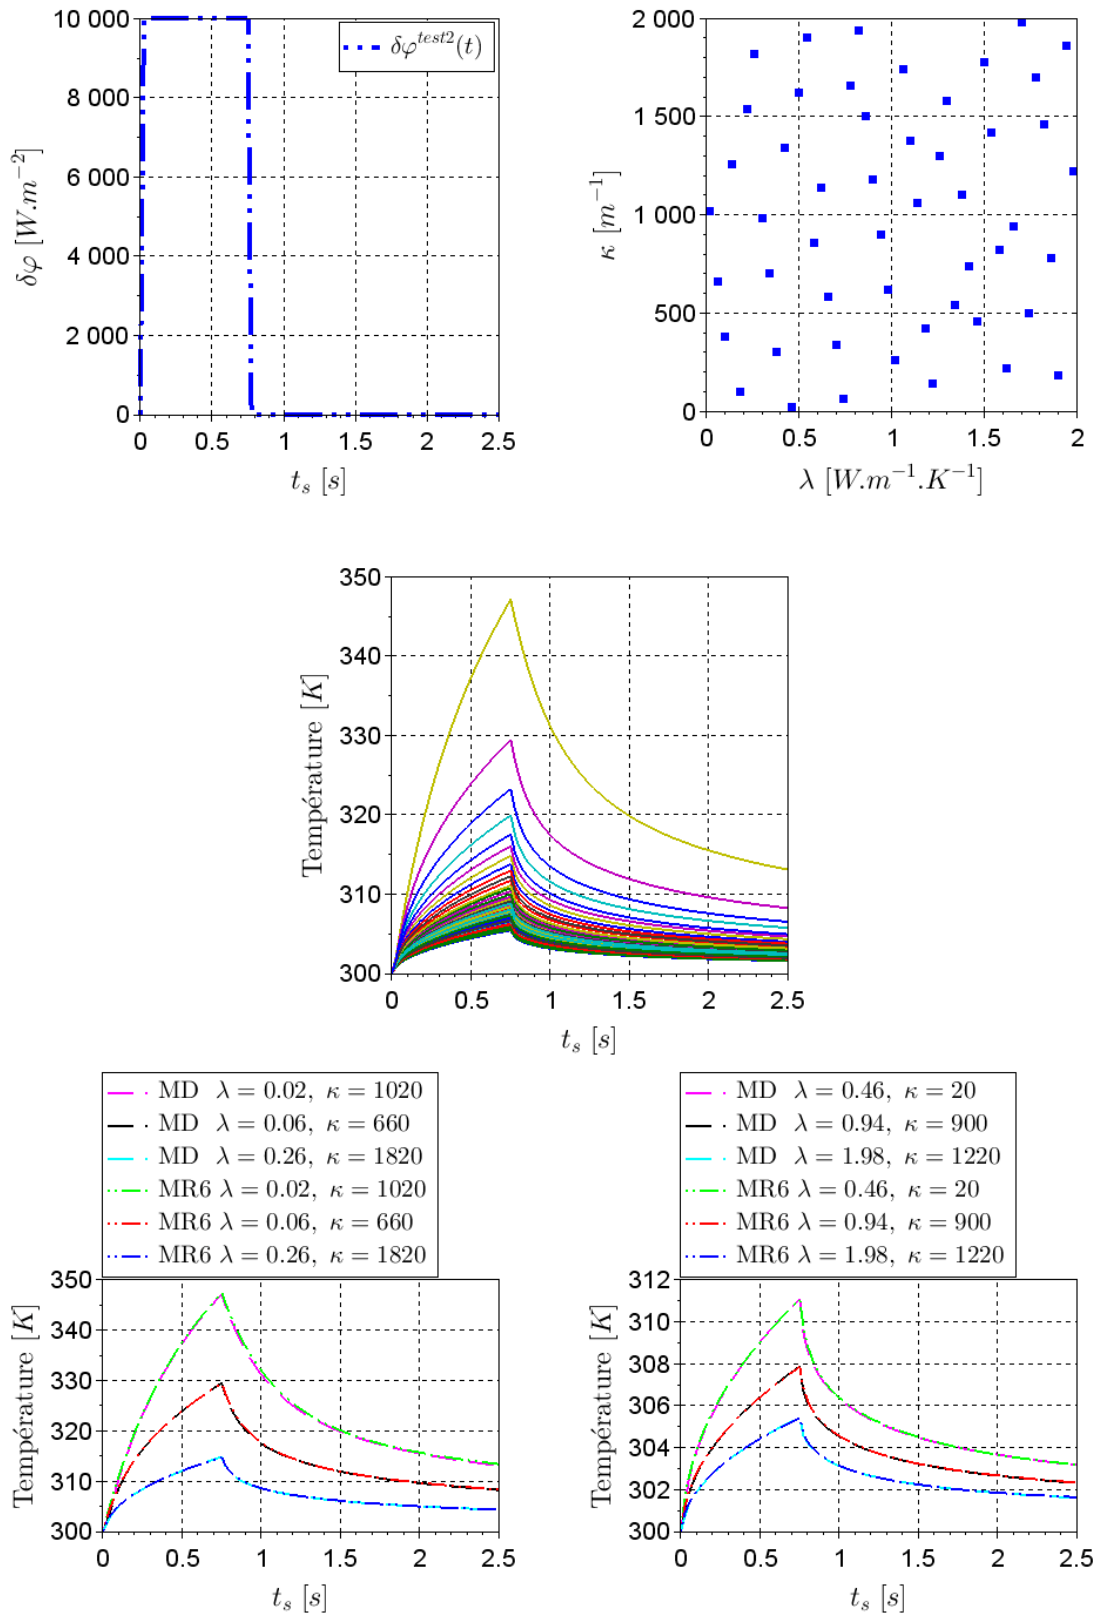 10 000
8 000
6 000
4 000
2 000
0
δφ [W.m⁻²]
δφ^{test2}(t)
0 0.5 1 1.5 2 2.5
t_s [s]
2 000
1 500
1 000
500
0
κ [m⁻¹]
0 0.5 1 1.5 2
λ [W.m⁻¹.K⁻¹]
350
340
330
320
310
300
Température [K]
0 0.5 1 1.5 2 2.5
t_s [s]
MD λ = 0.02, κ = 1020
MD λ = 0.06, κ = 660
MD λ = 0.26, κ = 1820
MR6 λ = 0.02, κ = 1020
MR6 λ = 0.06, κ = 660
MR6 λ = 0.26, κ = 1820
350
340
330
315
310
300
Température [K]
0 0.5 1 1.5 2 2.5
t_s [s]
MD λ = 0.46, κ = 20
MD λ = 0.94, κ = 900
MD λ = 1.98, κ = 1220
MR6 λ = 0.46, κ = 20
MR6 λ = 0.94, κ = 900
MR6 λ = 1.98, κ = 1220
312
310
308
306
304
302
300
Température [K]
0 0.5 1 1.5 2 2.5
t_s [s]